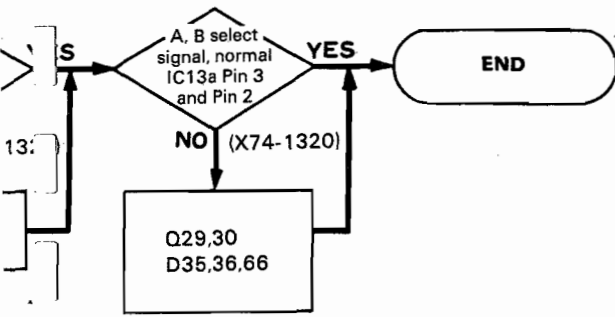 A, B select
signal, normal
IC13a Pin 3
and Pin 2
YES
END
NO
(X74-1320)
Q29,30
D35,36,66